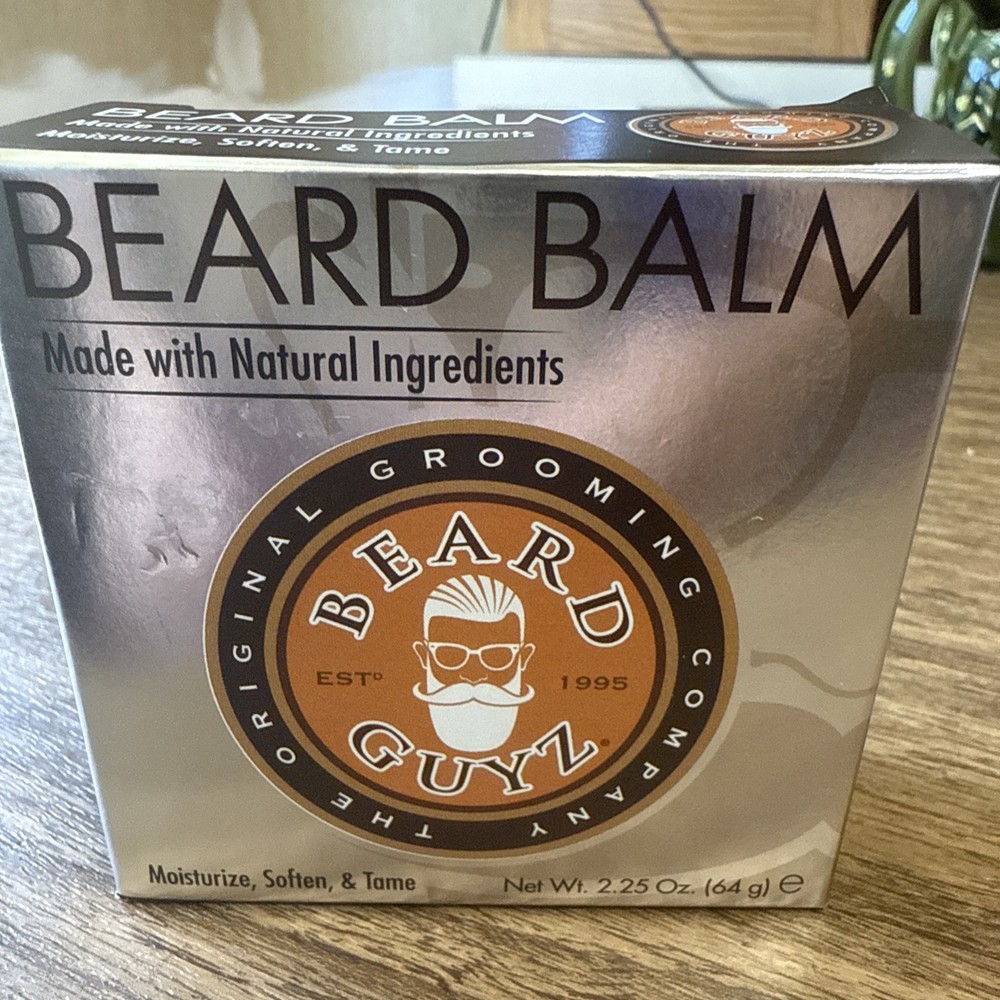 BEARD BALM
Made with Natural Ingredients
Moisturize, Soften, & Tame
BEARD BALM
Made with Natural Ingredients
THE ORIGINAL GROOMING COMPANY
BEARD
ESTD 1995
GUYZ®
Moisturize, Soften, & Tame
Net Wt. 2.25 Oz. (64 g) e